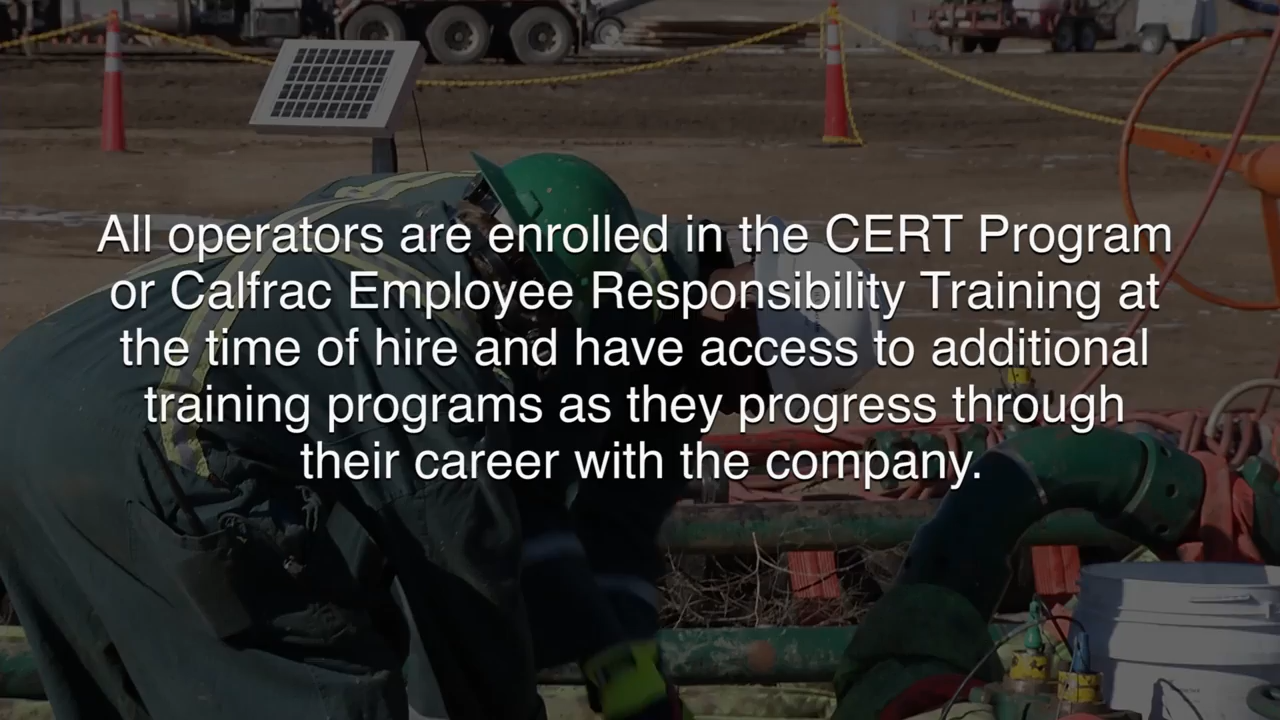 All operators are enrolled in the CERT Program
or Calfrac Employee Responsibility Training at
the time of hire and have access to additional
training programs as they progress through
their career with the company.